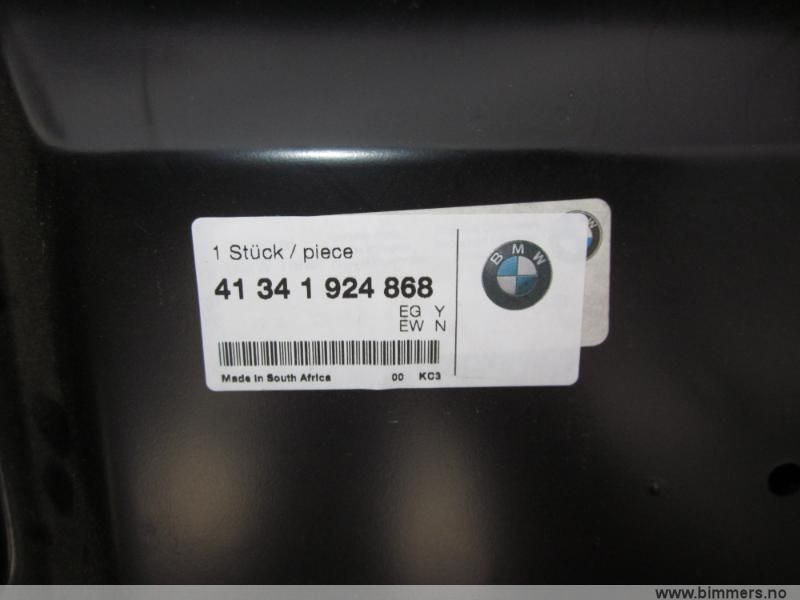 1 Stück / piece
41 34 1 924 868
EG Y
EW N
Made in South Africa 00 KC3
BMW
www.bimmers.no